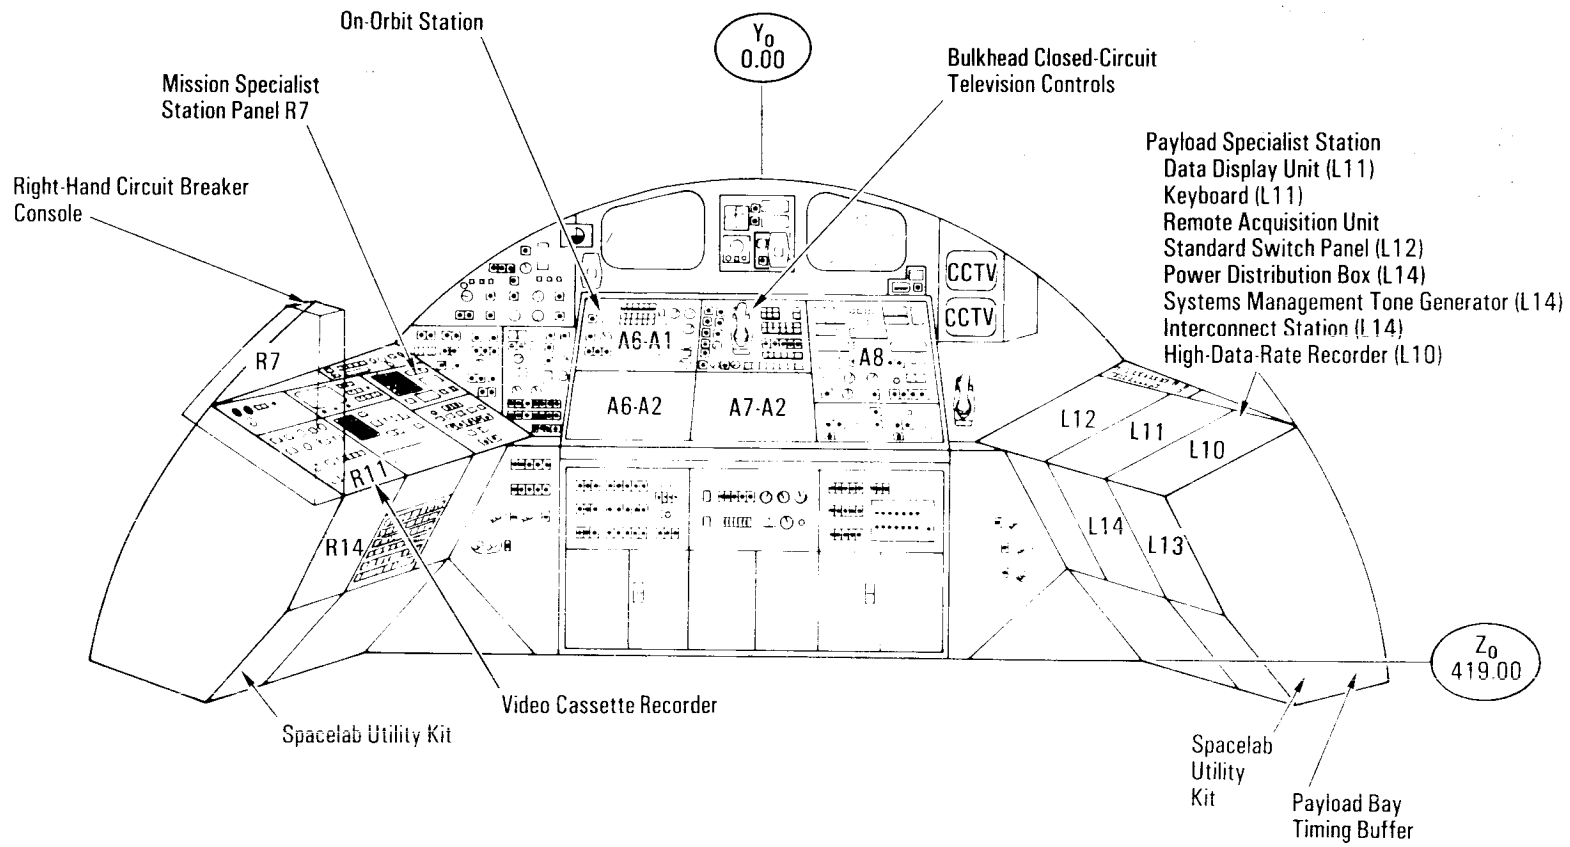 On-Orbit Station
Y0
0.00
Bulkhead Closed-Circuit
Television Controls
Mission Specialist
Station Panel R7
Payload Specialist Station
Data Display Unit (L11)
Keyboard (L11)
Remote Acquisition Unit
Standard Switch Panel (L12)
Power Distribution Box (L14)
Systems Management Tone Generator (L14)
Interconnect Station (L14)
High-Data-Rate Recorder (L10)
Right-Hand Circuit Breaker
Console
CCTV
CCTV
R7
A6-A1
A8
A6-A2
A7-A2
L12
L11
L10
R11
R14
L14
L13
Z0
419.00
Video Cassette Recorder
Spacelab Utility Kit
Spacelab
Utility
Kit
Payload Bay
Timing Buffer